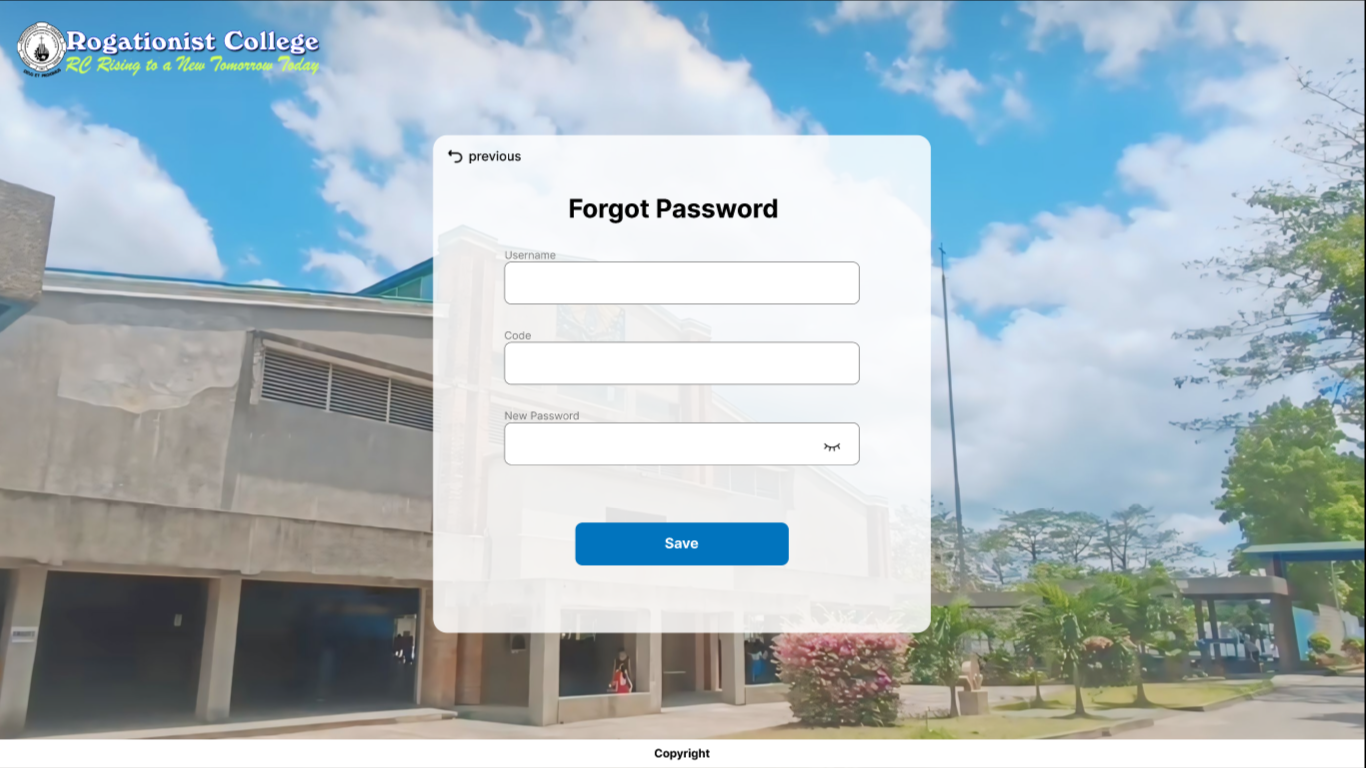 Rogationist College
RC Rising to a New Tomorrow Today
previous
Forgot Password
Username
Code
New Password
Save
Copyright